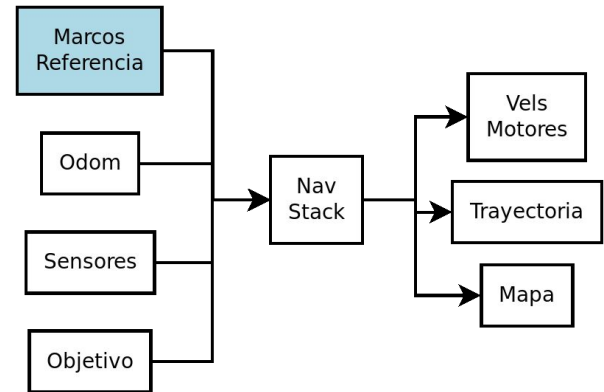 Marcos
Referencia
Odom
Sensores
Objetivo
Nav
Stack
Vels
Motores
Trayectoria
Mapa